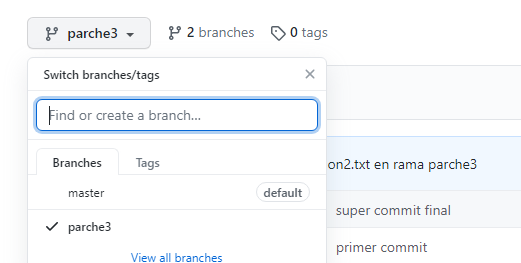 parche3 2 branches 0 tags
Switch branches/tags
Find or create a branch...
Branches Tags
on2.txt en rama parche3
master default
super commit final
parche3
primer commit
View all branches